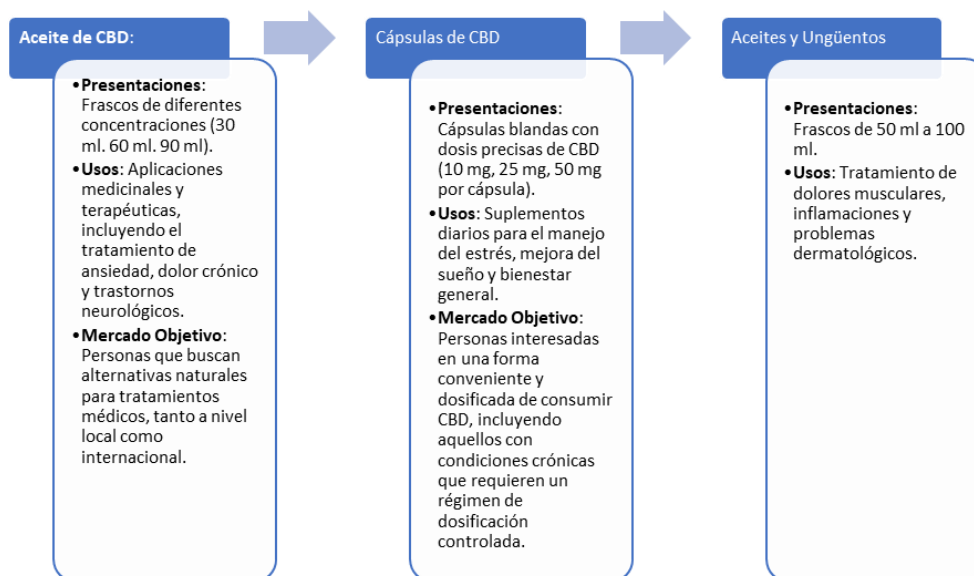 Aceite de CBD:
•Presentaciones:
Frascos de diferentes
concentraciones (30
ml. 60 ml. 90 ml).
•Usos: Aplicaciones
medicinales y
terapéuticas,
incluyendo el
tratamiento de
ansiedad, dolor crónico
y trastornos
neurológicos.
•Mercado Objetivo:
Personas que buscan
alternativas naturales
para tratamientos
médicos, tanto a nivel
local como
internacional.
Cápsulas de CBD
•Presentaciones:
Cápsulas blandas con
dosis precisas de CBD
(10 mg, 25 mg, 50 mg
por cápsula).
•Usos: Suplementos
diarios para el manejo
del estrés, mejora del
sueño y bienestar
general.
•Mercado Objetivo:
Personas interesadas
en una forma
conveniente y
dosificada de consumir
CBD, incluyendo
aquellos con
condiciones crónicas
que requieren un
régimen de
dosificación
controlada.
Aceites y Ungüentos
•Presentaciones:
Frascos de 50 ml a 100
ml.
•Usos: Tratamiento de
dolores musculares,
inflamaciones y
problemas
dermatológicos.